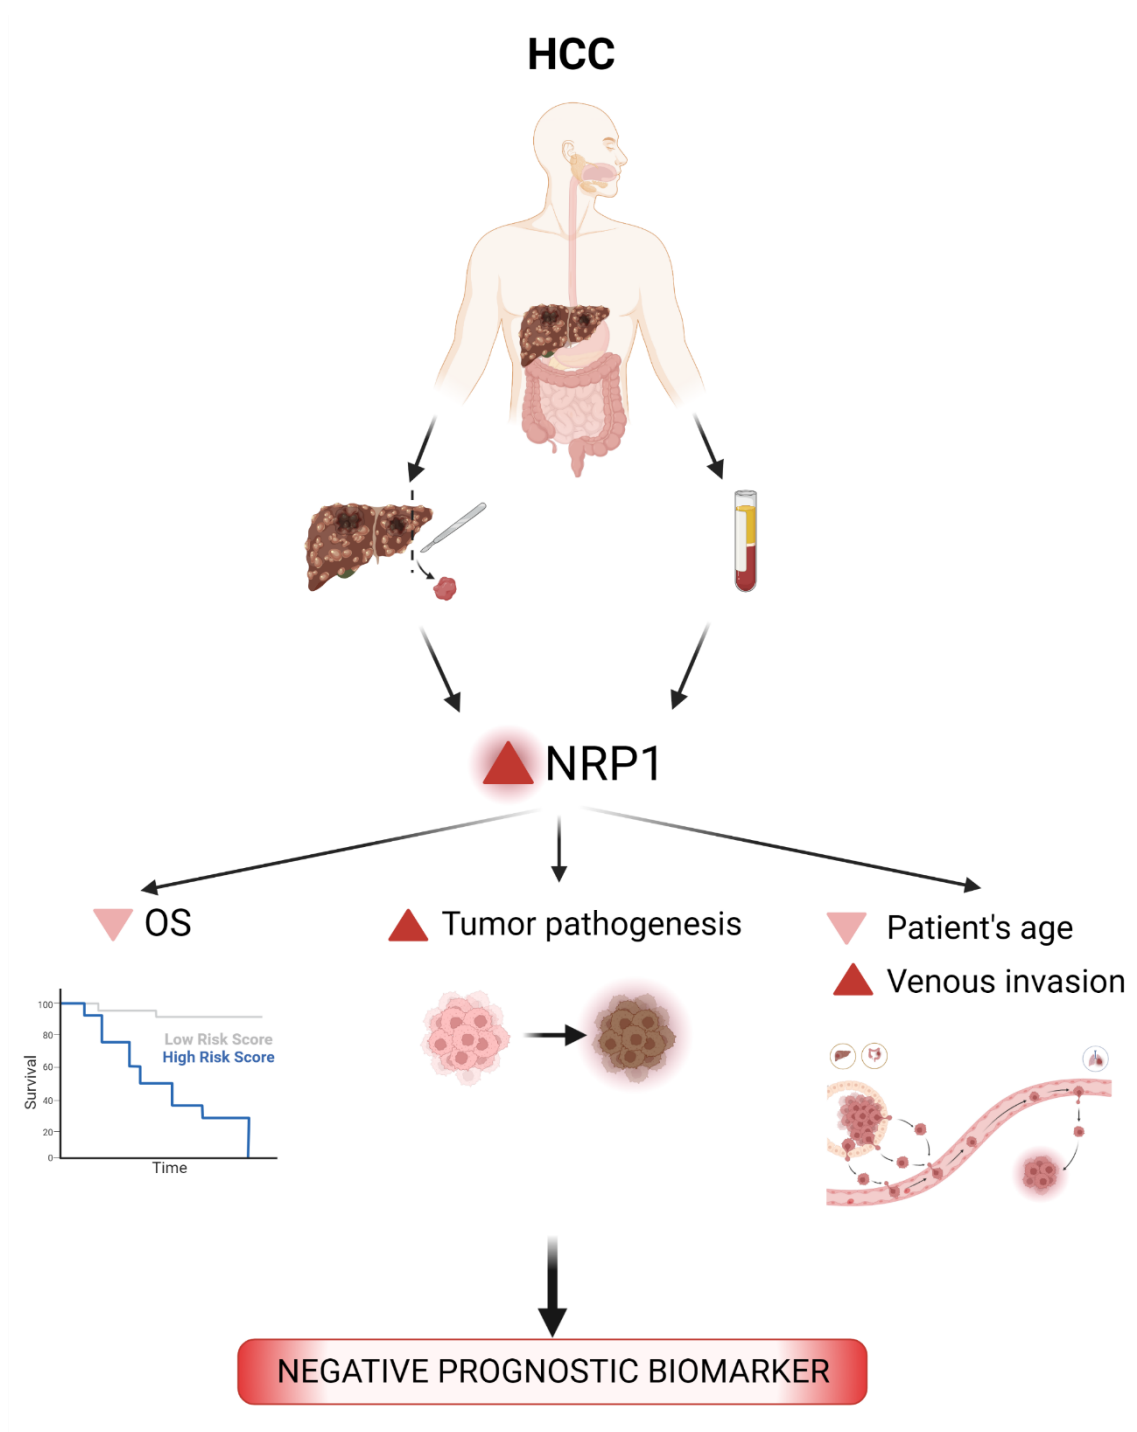 HCC
NRP1
OS
Tumor pathogenesis
Patient's age
Venous invasion
100
80
60
40
20
0
Survival
Low Risk Score
High Risk Score
Time
NEGATIVE PROGNOSTIC BIOMARKER